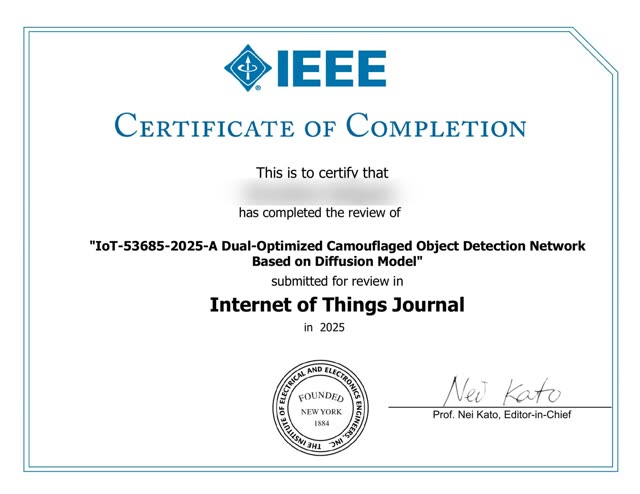 IEEE
®
CERTIFICATE OF COMPLETION
This is to certify that
has completed the review of
"IoT-53685-2025-A Dual-Optimized Camouflaged Object Detection Network
Based on Diffusion Model"
submitted for review in
Internet of Things Journal
in 2025
THE INSTITUTE OF ELECTRICAL AND ELECTRONICS ENGINEERS, INC.
FOUNDED
NEW YORK
1884
Nei Kato
Prof. Nei Kato, Editor-in-Chief